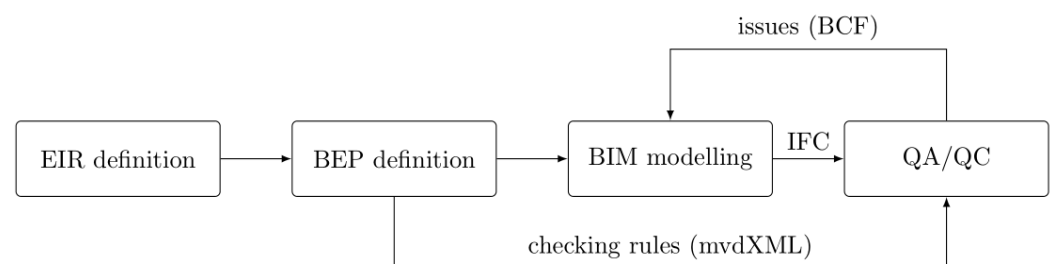 issues (BCF)
EIR definition
BEP definition
BIM modelling
IFC
QA/QC
checking rules (mvdXML)